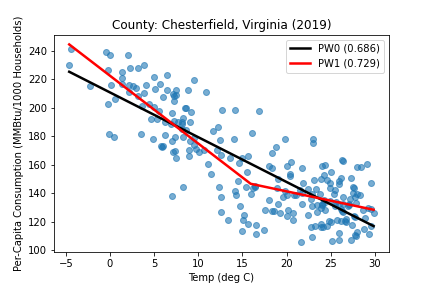 County: Chesterfield, Virginia (2019)
Per-Capita Consumption (MMBtu/1000 Households)
240
220
200
180
160
140
120
100
PW0 (0.686)
PW1 (0.729)
−5 0 5 10 15 20 25 30
Temp (deg C)